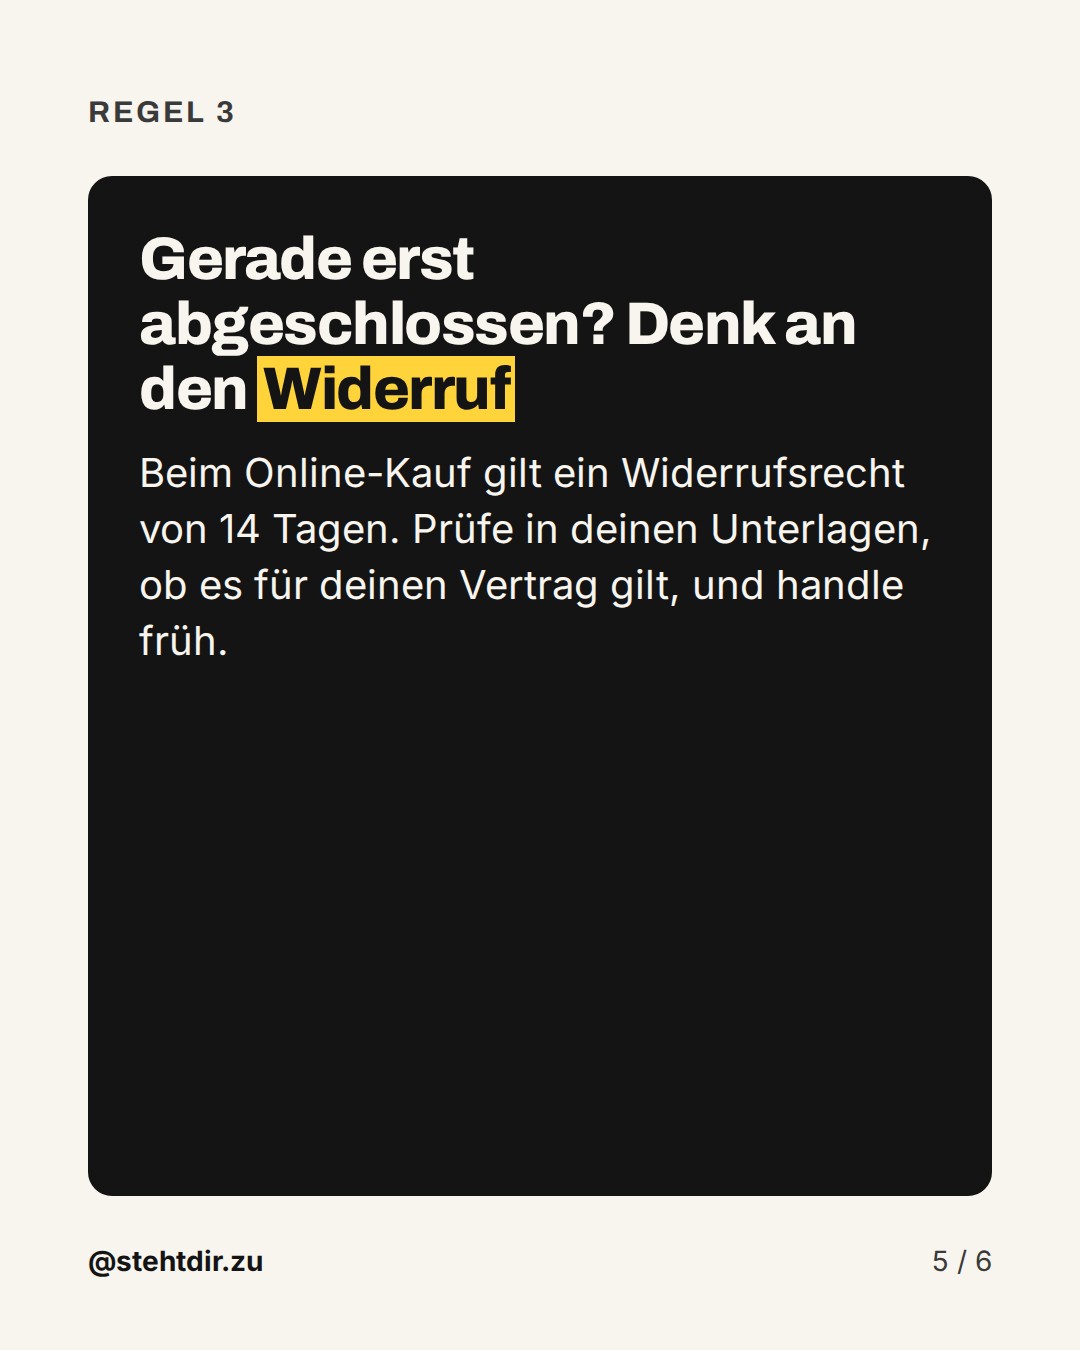 REGEL 3
Gerade erst
abgeschlossen? Denk an
den Widerruf
Beim Online-Kauf gilt ein Widerrufsrecht
von 14 Tagen. Prüfe in deinen Unterlagen,
ob es für deinen Vertrag gilt, und handle
früh.
@stehtdir.zu
5 / 6